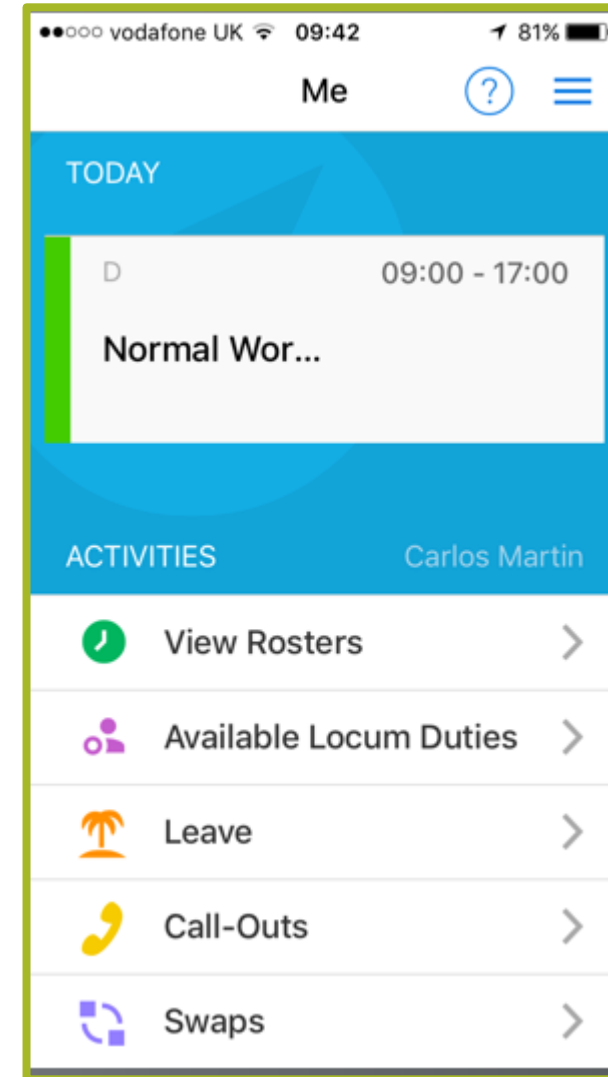 vodafone UK 09:42 81%
Me ?
TODAY
D 09:00 - 17:00
Normal Wor...
ACTIVITIES Carlos Martin
View Rosters
Available Locum Duties
Leave
Call-Outs
Swaps